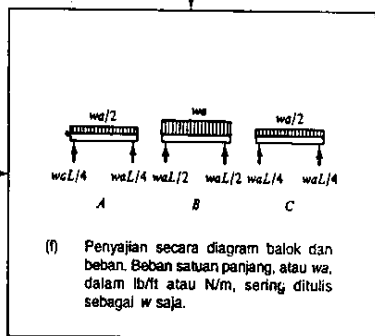 wa/2 wa wa/2
waL/4 waL/4 waL/2 waL/2 waL/4 waL/4
A B C
(f) Penyajian secara diagram balok dan
beban. Beban satuan panjang, atau wa,
dalam lb/ft atau N/m, sering ditulis
sebagai w saja.